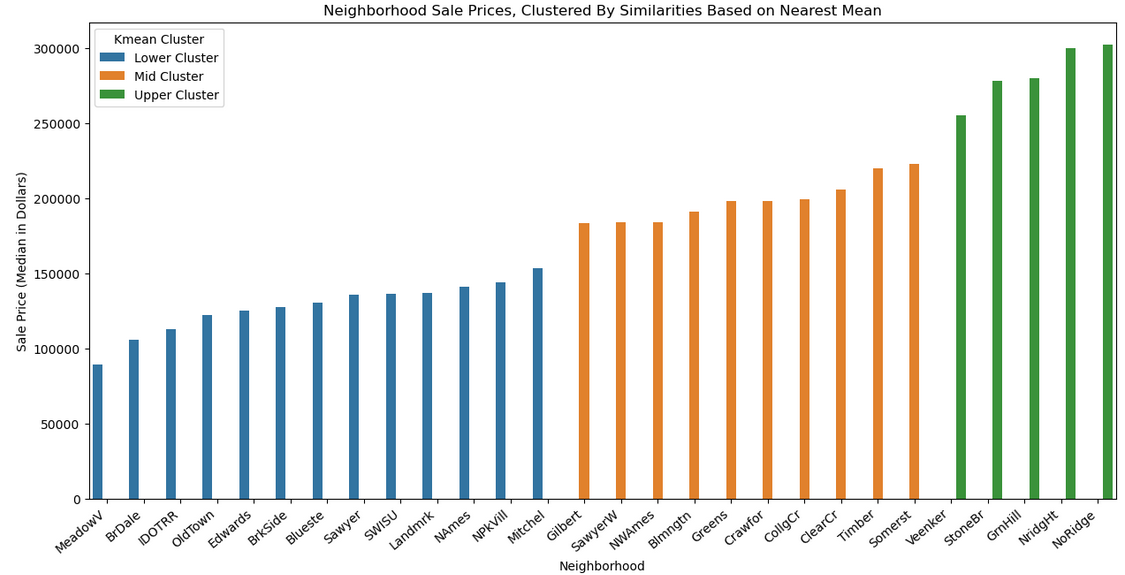 Neighborhood Sale Prices, Clustered By Similarities Based on Nearest Mean
Kmean Cluster
Lower Cluster
Mid Cluster
Upper Cluster
Sale Price (Median in Dollars)
300000
250000
200000
150000
100000
50000
0
MeadowV
BrDale
IDOTRR
OldTown
Edwards
BrkSide
Blueste
Sawyer
SWISU
Landmrk
NAmes
NPkVill
Mitchel
Gilbert
SawyerW
NWAmes
Blmngtn
Greens
Crawfor
CollgCr
ClearCr
Timber
Somerst
Veenker
StoneBr
GrnHill
NridgHt
NoRidge
Neighborhood